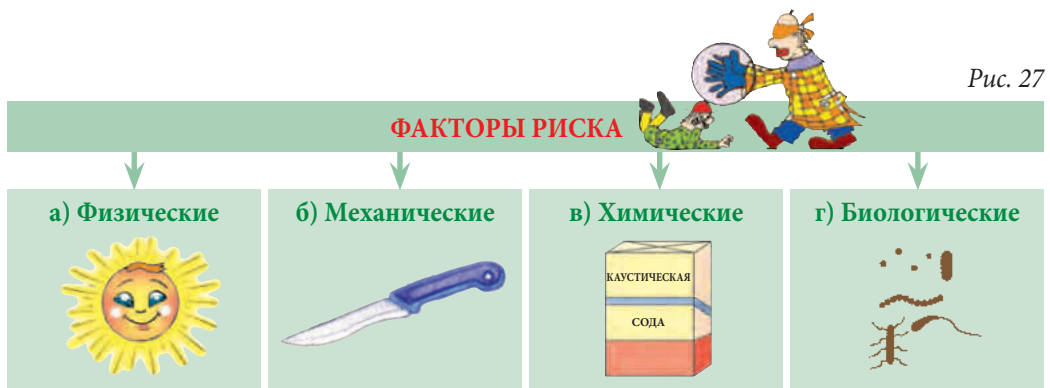 Рис. 27
ФАКТОРЫ РИСКА
а) Физические
б) Механические
в) Химические
г) Биологические
КАУСТИЧЕСКАЯ
СОДА